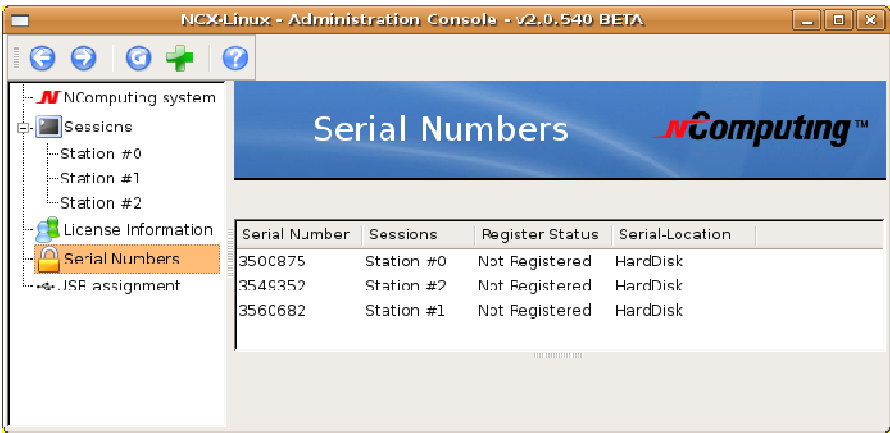 NCX-Linux - Administration Console - v2.0.540 BETA
NComputing system
Sessions
Station #0
Station #1
Station #2
License Information
Serial Numbers
JSB assignment
Serial Numbers
NComputing™
Serial Number Sessions Register Status Serial-Location
3500875 Station #0 Not Registered HardDisk
3549352 Station #2 Not Registered HardDisk
3560682 Station #1 Not Registered HardDisk